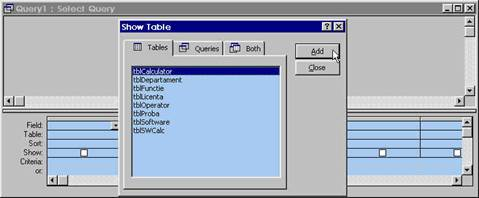 Query1 : Select Query
Show Table
Tables Queries Both
Add
Close
tblCalculator
tblDepartament
tblFunctie
tblLicenta
tblOperator
tblProba
tblSoftware
tblSWCalc
Field:
Table:
Sort:
Show:
Criteria:
or: